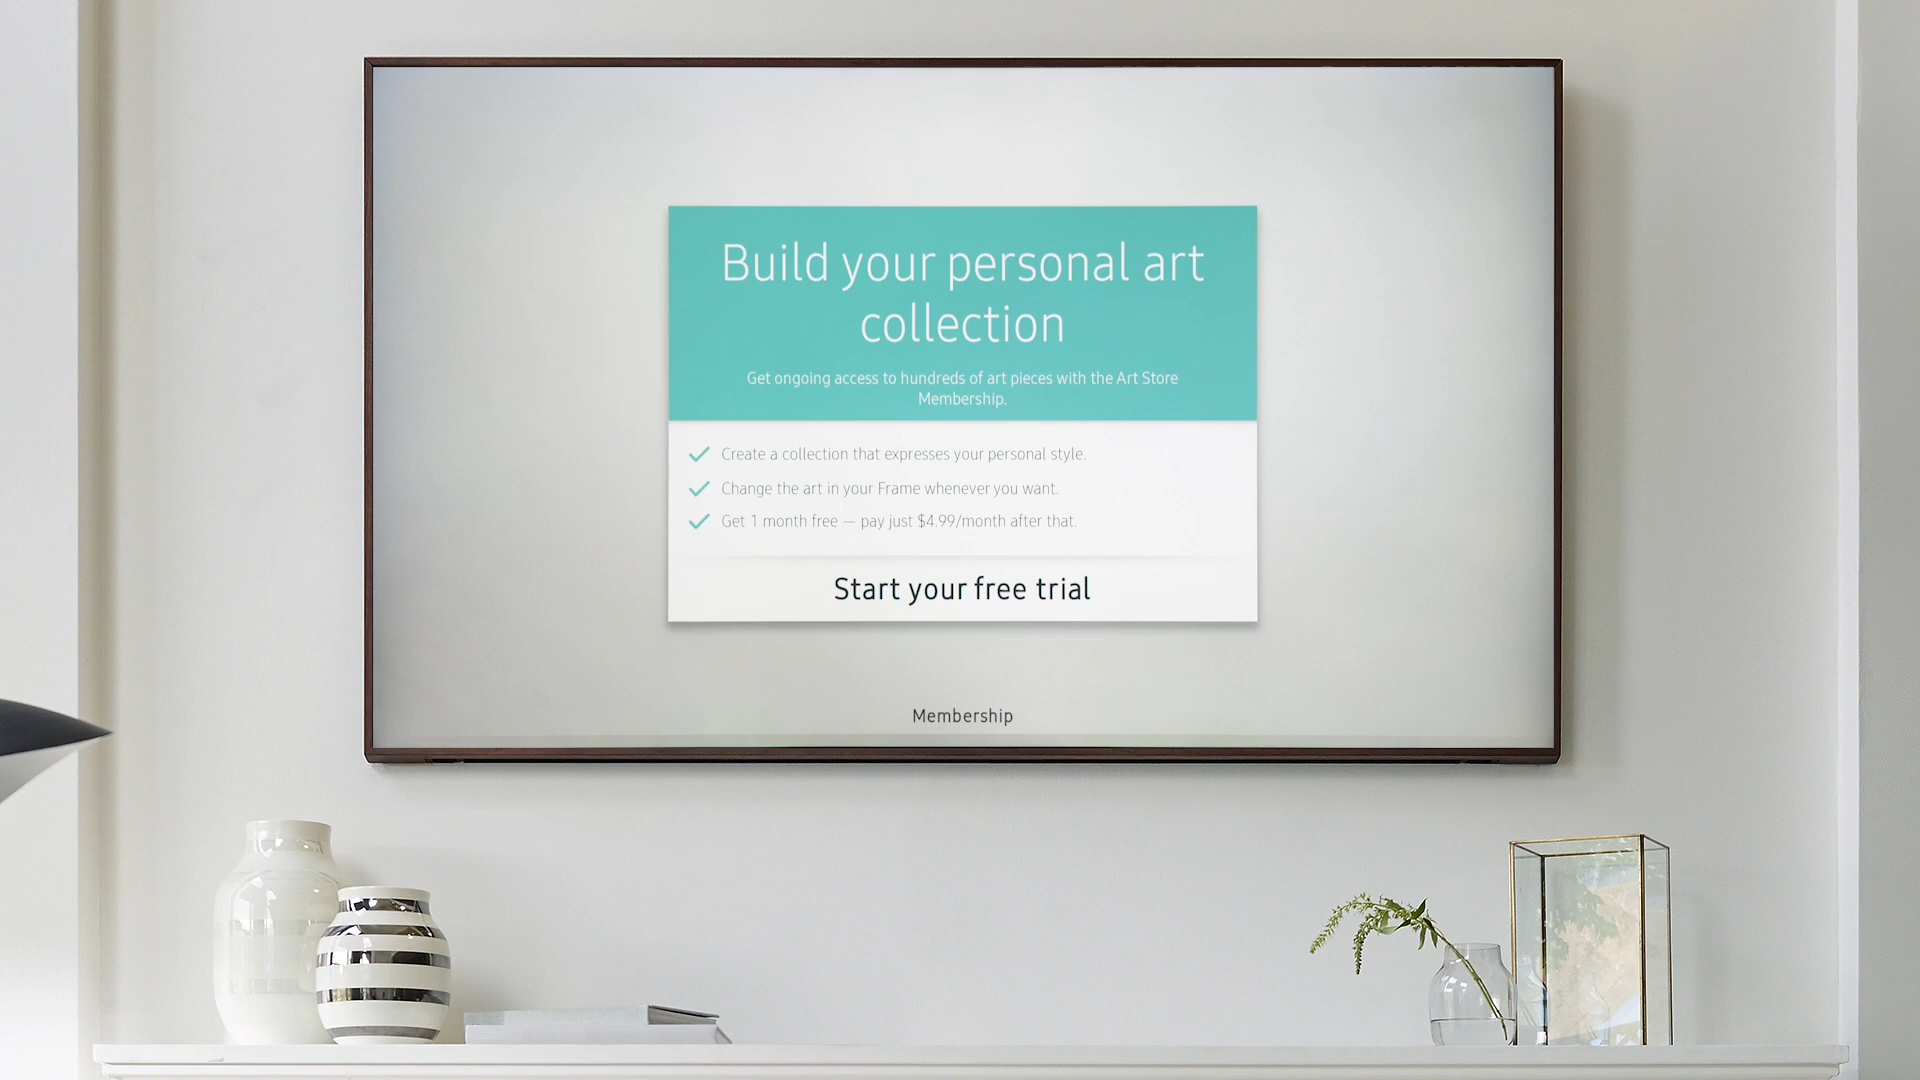 Build your personal art
collection
Get ongoing access to hundreds of art pieces with the Art Store
Membership.
Create a collection that expresses your personal style.
Change the art in your Frame whenever you want.
Get 1 month free — pay just $4.99/month after that.
Start your free trial
Membership